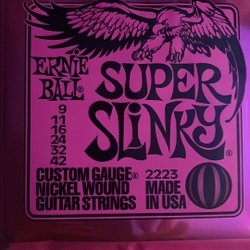 ERNIE
BALL®
SUPER
SLINKY
9
11
16
24
32
42
CUSTOM GAUGE®
NICKEL WOUND
GUITAR STRINGS
2223
MADE
IN USA